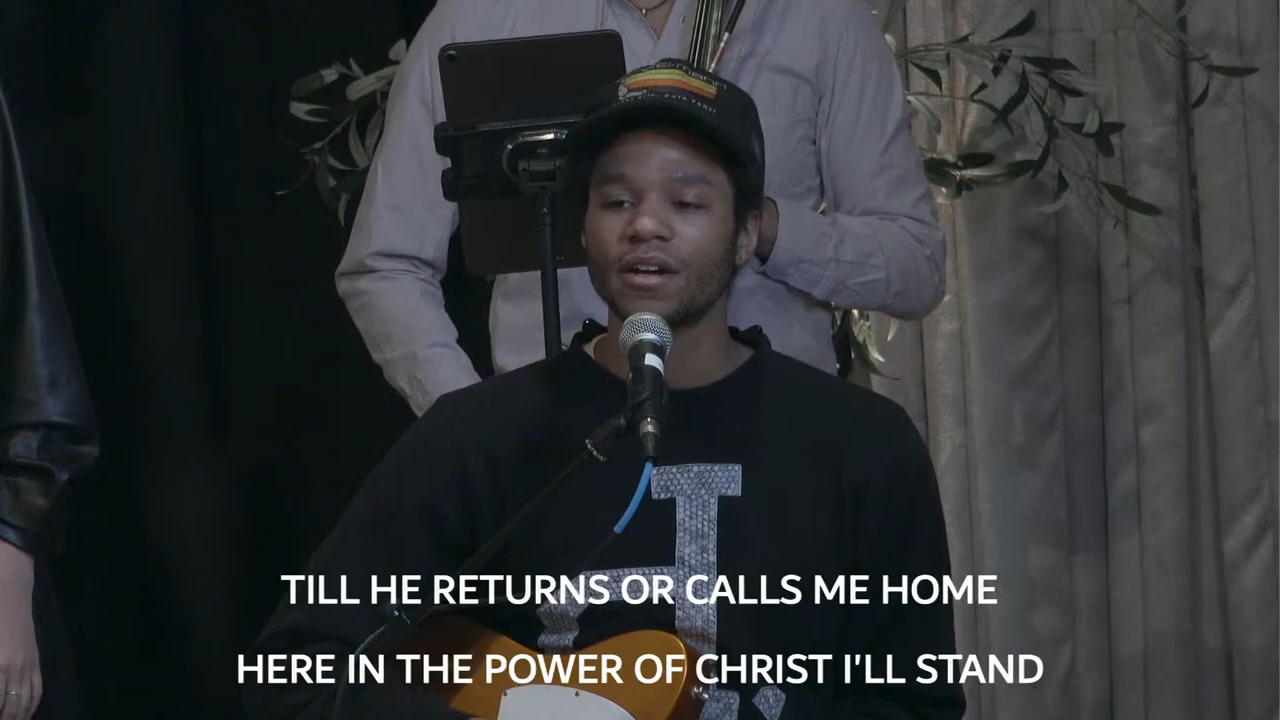 TILL HE RETURNS OR CALLS ME HOME
HERE IN THE POWER OF CHRIST I'LL STAND